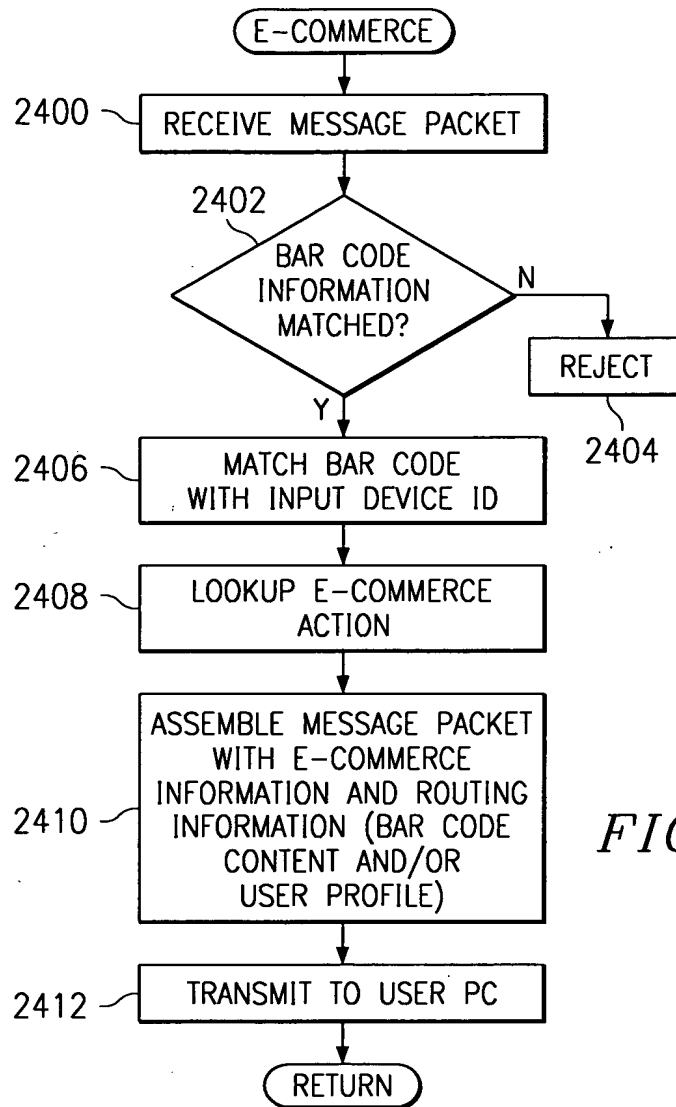 E-COMMERCE
2400
RECEIVE MESSAGE PACKET
2402
BAR CODE
INFORMATION
MATCHED?
N
REJECT
2404
Y
2406
MATCH BAR CODE
WITH INPUT DEVICE ID
2408
LOOKUP E-COMMERCE
ACTION
2410
ASSEMBLE MESSAGE PACKET
WITH E-COMMERCE
INFORMATION AND ROUTING
INFORMATION (BAR CODE
CONTENT AND/OR
USER PROFILE)
2412
TRANSMIT TO USER PC
RETURN